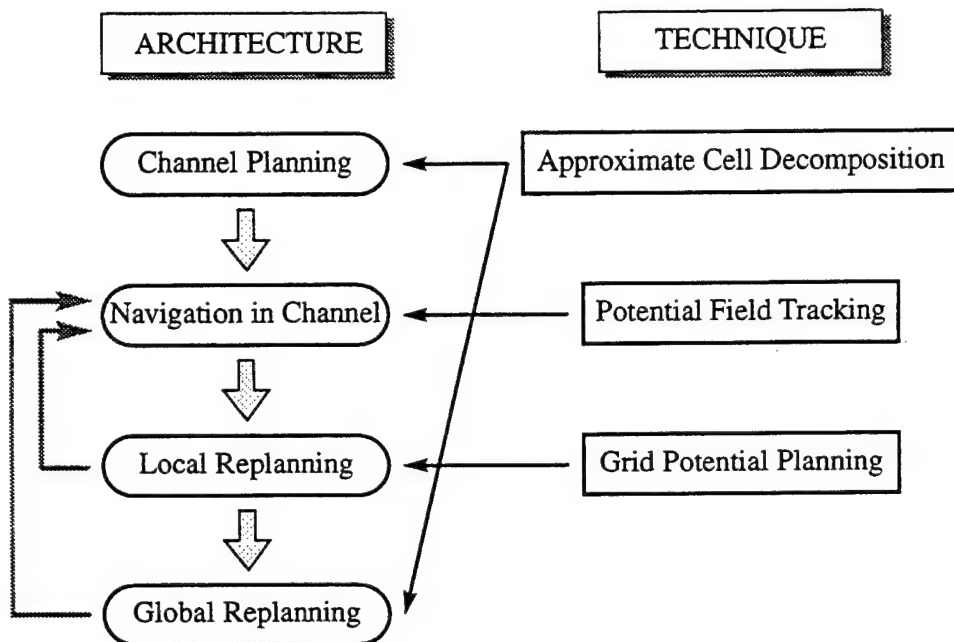 ARCHITECTURE
TECHNIQUE
Channel Planning
Approximate Cell Decomposition
Navigation in Channel
Potential Field Tracking
Local Replanning
Grid Potential Planning
Global Replanning